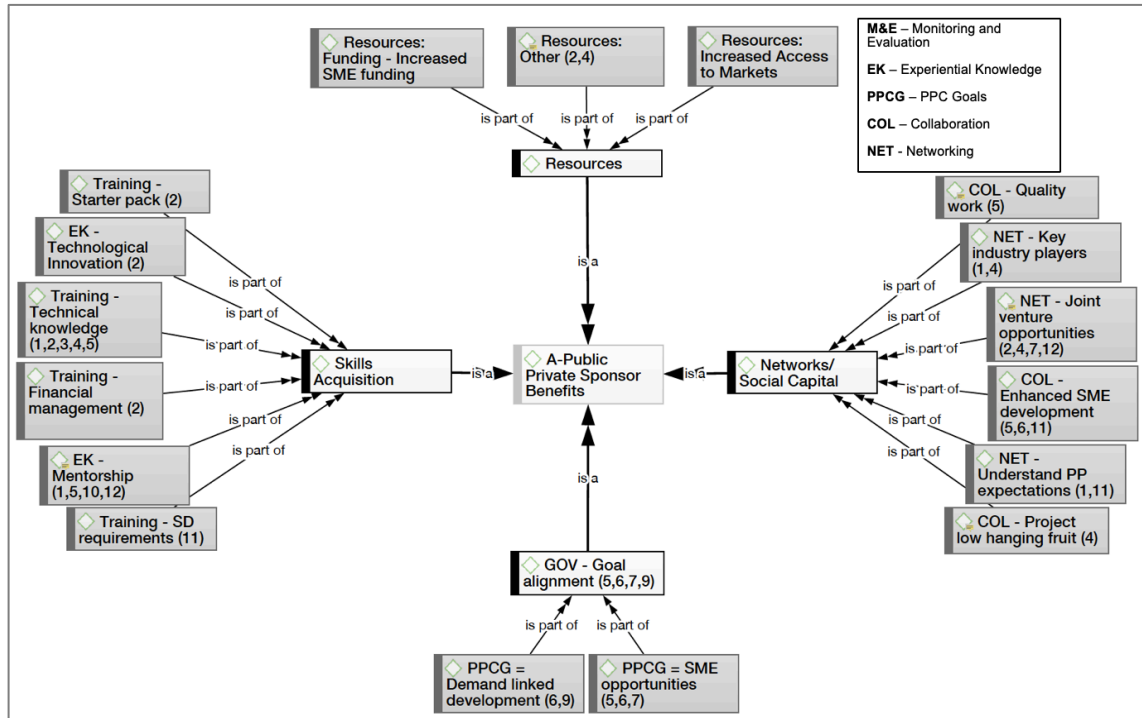 Resources:
Funding - Increased
SME funding
Resources:
Other (2,4)
Resources:
Increased Access
to Markets
M&E – Monitoring and
Evaluation
EK – Experiential Knowledge
PPCG – PPC Goals
COL – Collaboration
NET - Networking
is part of
is part of
is part of
Resources
is a
Training -
Starter pack (2)
EK -
Technological
Innovation (2)
Training -
Technical
knowledge
(1,2,3,4,5)
Training -
Financial
management (2)
EK -
Mentorship
(1,5,10,12)
Training - SD
requirements (11)
is part of
is part of
is part of
is part of
is part of
is part of
Skills
Acquisition
is a
A-Public
Private Sponsor
Benefits
is a
Networks/
Social Capital
COL - Quality
work (5)
NET - Key
industry players
(1,4)
NET - Joint
venture
opportunities
(2,4,7,12)
COL -
Enhanced SME
development
(5,6,11)
NET -
Understand PP
expectations (1,11)
COL - Project
low hanging fruit (4)
is part of
is part of
is part of
is part of
is part of
is part of
is a
GOV - Goal
alignment (5,6,7,9)
is part of
is part of
PPCG =
Demand linked
development (6,9)
PPCG = SME
opportunities
(5,6,7)